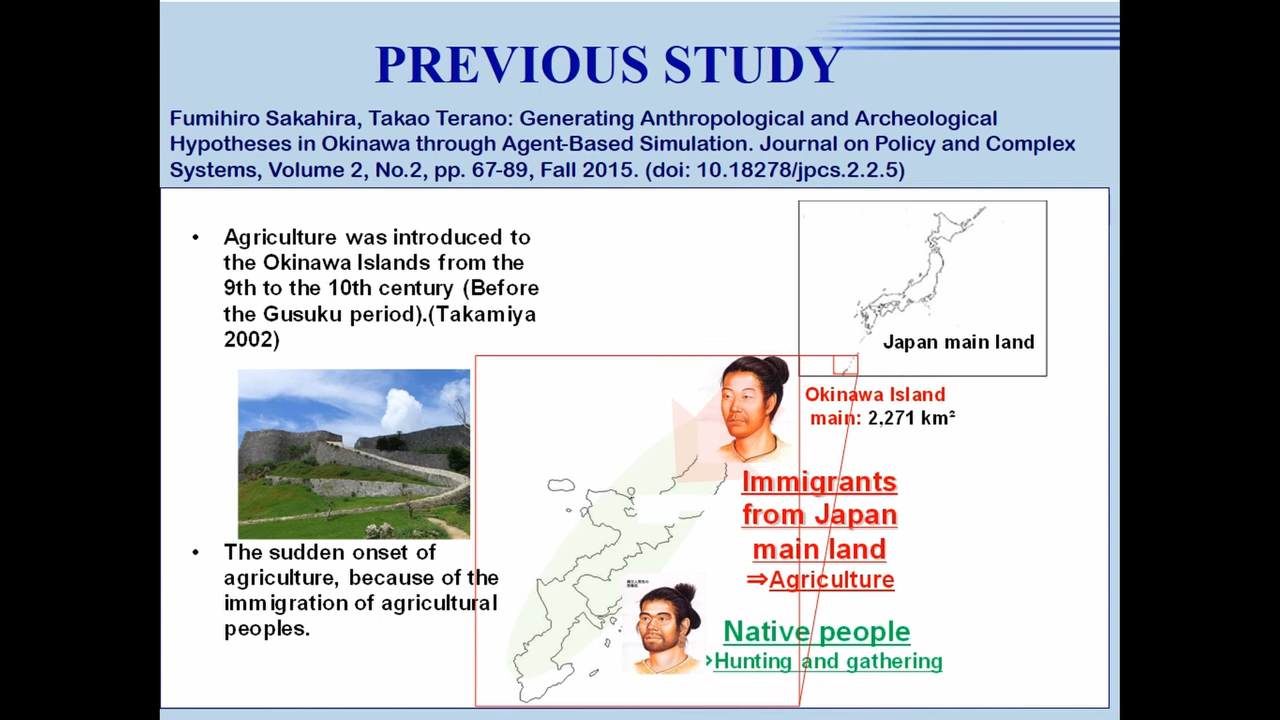 PREVIOUS STUDY
Fumihiro Sakahira, Takao Terano: Generating Anthropological and Archeological
Hypotheses in Okinawa through Agent-Based Simulation. Journal on Policy and Complex
Systems, Volume 2, No.2, pp. 67-89, Fall 2015. (doi: 10.18278/jpcs.2.2.5)
• Agriculture was introduced to
the Okinawa Islands from the
9th to the 10th century (Before
the Gusuku period).(Takamiya
2002)
Japan main land
Okinawa Island
main: 2,271 km²
Immigrants
from Japan
main land
⇒Agriculture
• The sudden onset of
agriculture, because of the
immigration of agricultural
peoples.
Native people
Hunting and gathering